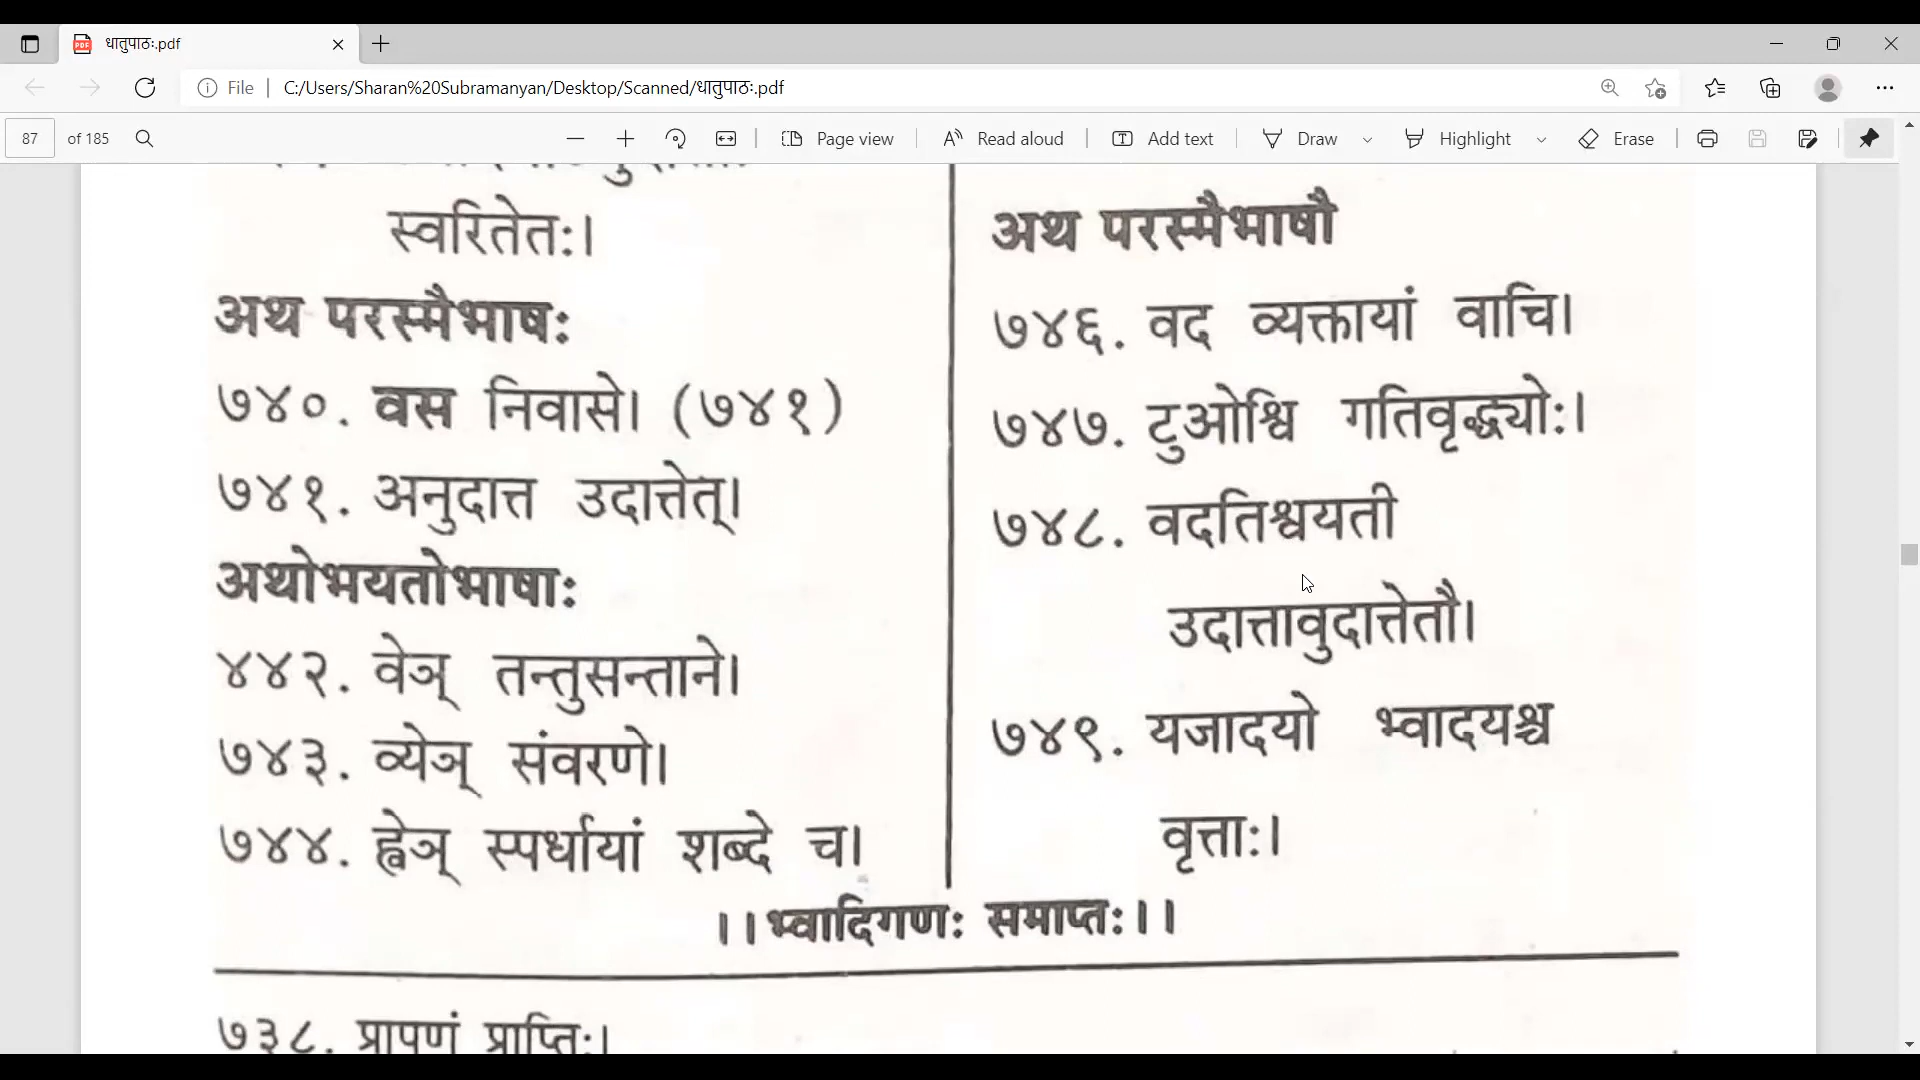 धातुपाठः.pdf
File
C:/Users/Sharan%20Subramanyan/Desktop/Scanned/धातुपाठः.pdf
87 of 185
Page view
Read aloud
Add text
Draw
Highlight
Erase
स्वरितेतः।
अथ परस्मैभाषः
७४०. वस निवासे। (७४१)
७४१. अनुदात्त उदात्तेत्।
अथोभयतोभाषाः
४४२. वेञ् तन्तुसन्ताने।
७४३. व्येञ् संवरणे।
७४४. ह्वेञ् स्पर्धायां शब्दे च।
अथ परस्मैभाषौ
७४६. वद व्यक्तायां वाचि।
७४७. टुओश्वि गतिवृद्ध्योः।
७४८. वदतिश्वयती
उदात्तावुदात्तेतौ।
७४९. यजादयो भ्वादयश्च
वृत्ताः।
।।भ्वादिगणः समाप्तः।।
७३८. प्रापणं प्राप्तिः।